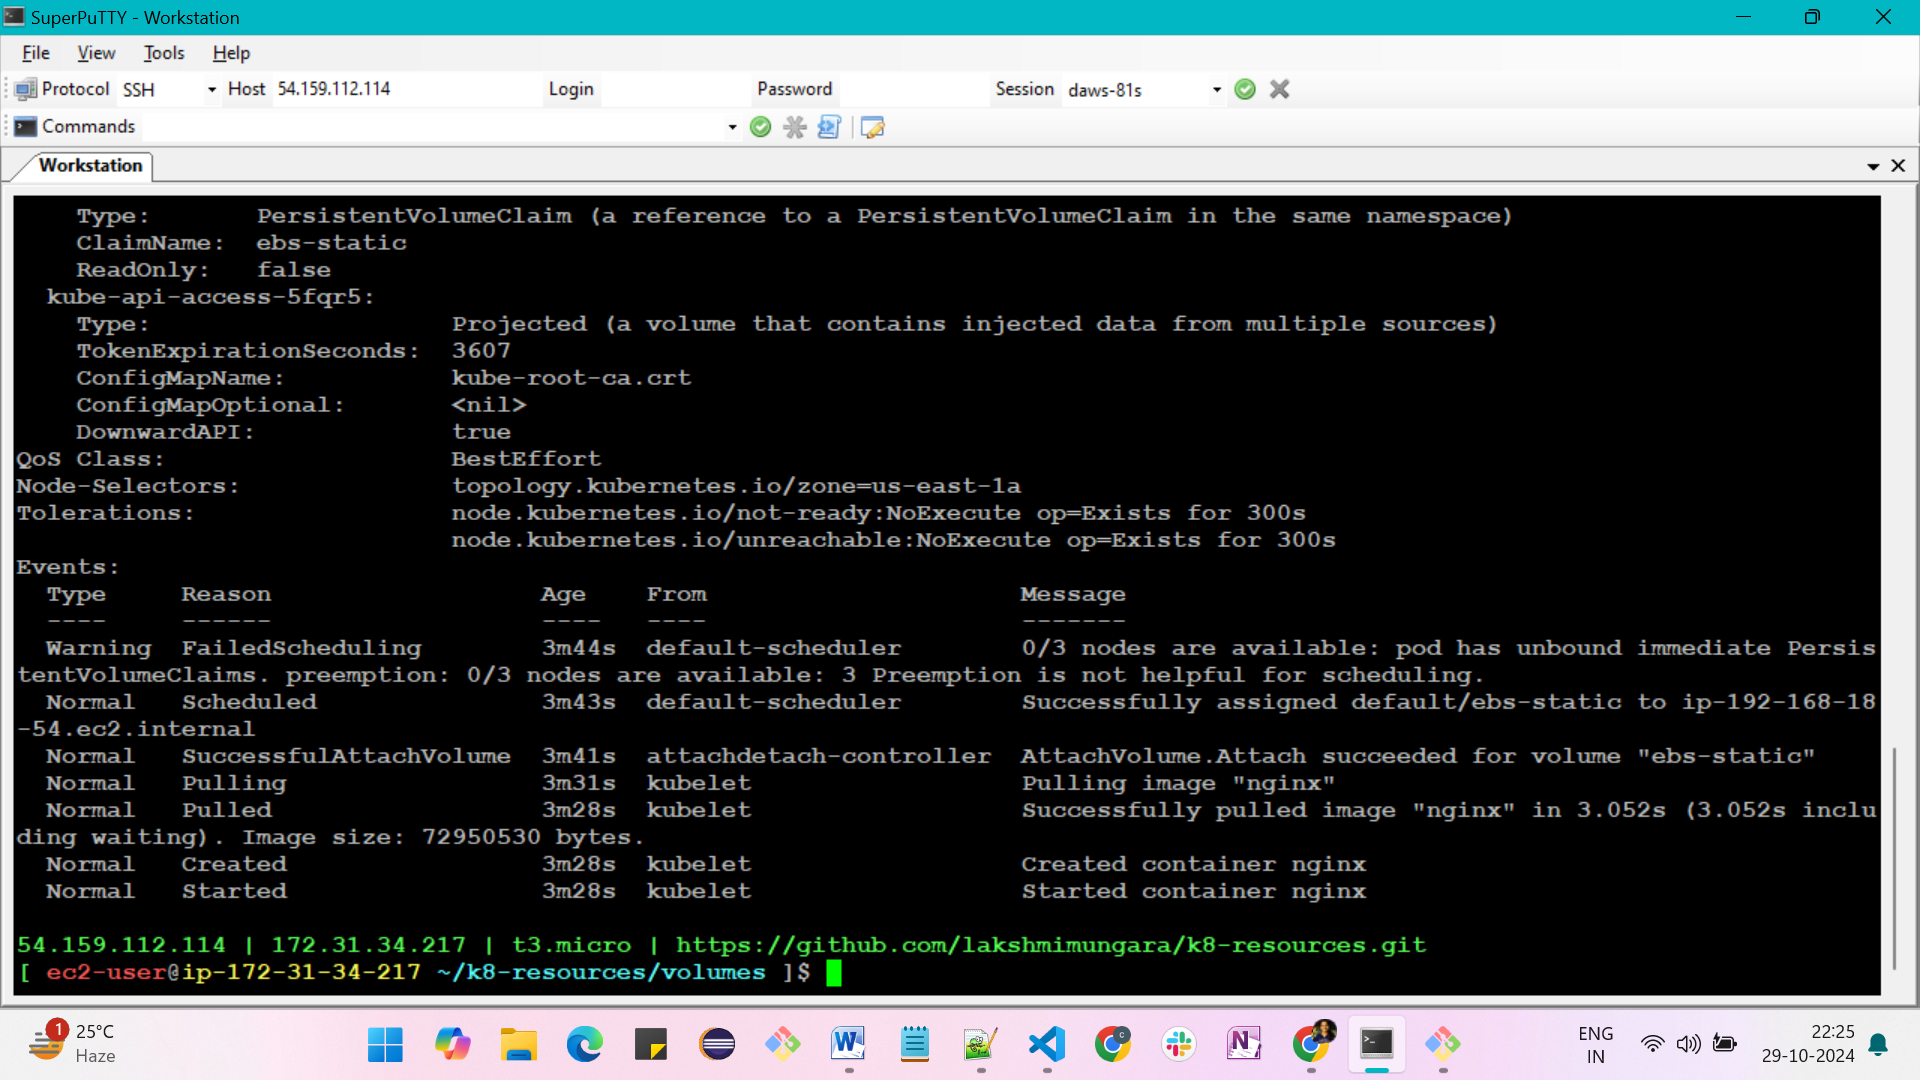 SuperPuTTY - Workstation
File View Tools Help
Protocol SSH Host 54.159.112.114 Login Password Session daws-81s
Commands
Workstation
Type: PersistentVolumeClaim (a reference to a PersistentVolumeClaim in the same namespace)
ClaimName: ebs-static
ReadOnly: false
kube-api-access-5fqr5:
Type: Projected (a volume that contains injected data from multiple sources)
TokenExpirationSeconds: 3607
ConfigMapName: kube-root-ca.crt
ConfigMapOptional: <nil>
DownwardAPI: true
QoS Class: BestEffort
Node-Selectors: topology.kubernetes.io/zone=us-east-1a
Tolerations: node.kubernetes.io/not-ready:NoExecute op=Exists for 300s
node.kubernetes.io/unreachable:NoExecute op=Exists for 300s
Events:
Type Reason Age From Message
---- ------ ---- ---- -------
Warning FailedScheduling 3m44s default-scheduler 0/3 nodes are available: pod has unbound immediate Persis
tentVolumeClaims. preemption: 0/3 nodes are available: 3 Preemption is not helpful for scheduling.
Normal Scheduled 3m43s default-scheduler Successfully assigned default/ebs-static to ip-192-168-18
-54.ec2.internal
Normal SuccessfulAttachVolume 3m41s attachdetach-controller AttachVolume.Attach succeeded for volume "ebs-static"
Normal Pulling 3m31s kubelet Pulling image "nginx"
Normal Pulled 3m28s kubelet Successfully pulled image "nginx" in 3.052s (3.052s inclu
ding waiting). Image size: 72950530 bytes.
Normal Created 3m28s kubelet Created container nginx
Normal Started 3m28s kubelet Started container nginx
54.159.112.114 | 172.31.34.217 | t3.micro | https://github.com/lakshmimungara/k8-resources.git
[ ec2-user@ip-172-31-34-217 ~/k8-resources/volumes ]$
1 25°C
Haze
ENG
IN
22:25
29-10-2024